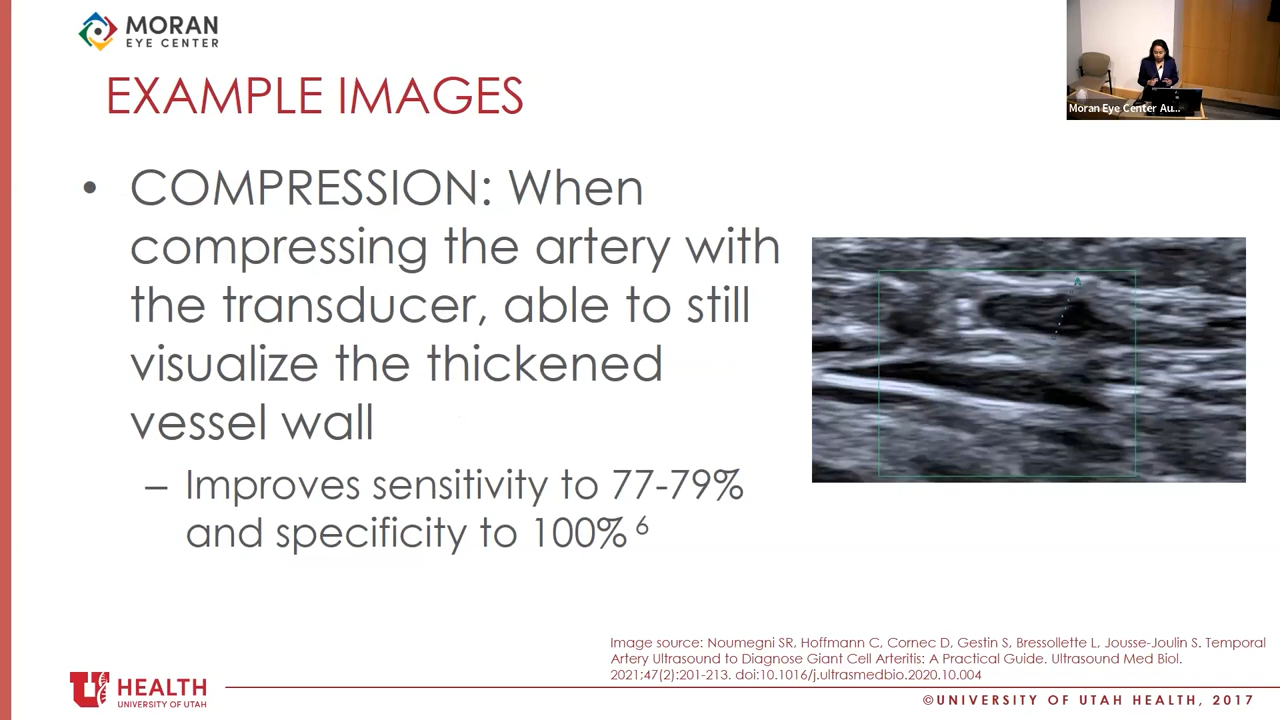 MORAN
EYE CENTER
Moran Eye Center Au...
EXAMPLE IMAGES
• COMPRESSION: When
compressing the artery with
the transducer, able to still
visualize the thickened
vessel wall
– Improves sensitivity to 77-79%
and specificity to 100% 6
A
Image source: Noumegni SR, Hoffmann C, Cornec D, Gestin S, Bressollette L, Jousse-Joulin S. Temporal
Artery Ultrasound to Diagnose Giant Cell Arteritis: A Practical Guide. Ultrasound Med Biol.
2021;47(2):201-213. doi:10.1016/j.ultrasmedbio.2020.10.004
U HEALTH
UNIVERSITY OF UTAH
©UNIVERSITY OF UTAH HEALTH, 2017